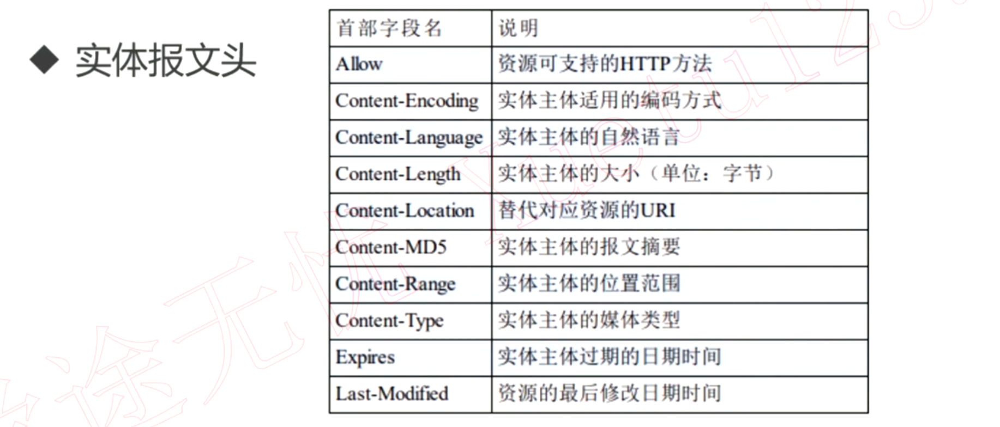 ◆ 实体报文头
首部字段名 说明
Allow 资源可支持的HTTP方法
Content-Encoding 实体主体适用的编码方式
Content-Language 实体主体的自然语言
Content-Length 实体主体的大小（单位：字节）
Content-Location 替代对应资源的URI
Content-MD5 实体主体的报文摘要
Content-Range 实体主体的位置范围
Content-Type 实体主体的媒体类型
Expires 实体主体过期的日期时间
Last-Modified 资源的最后修改日期时间
途无忧 xuetu123.